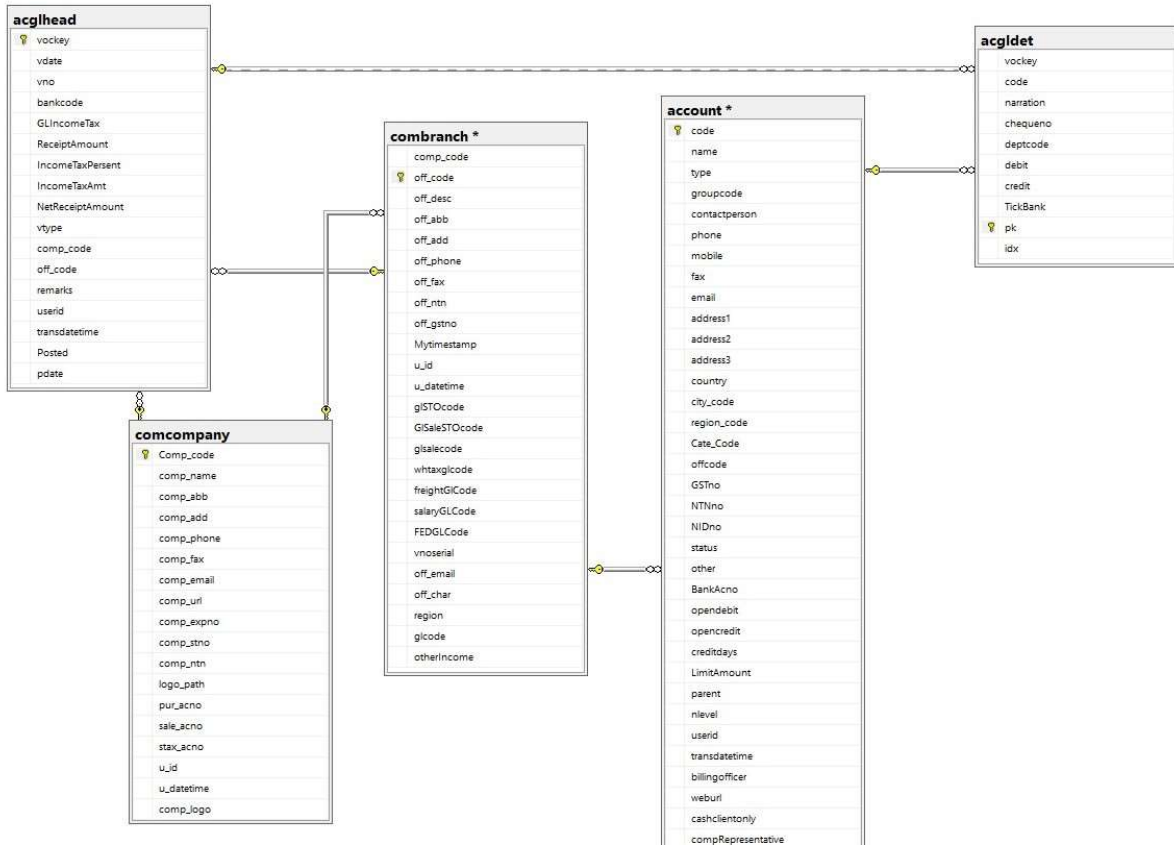 acglhead
vockey
vdate
vno
bankcode
GLIncomeTax
ReceiptAmount
IncomeTaxPersent
IncomeTaxAmt
NetReceiptAmount
vtype
comp_code
off_code
remarks
userid
transdatetime
Posted
pdate
comcompany
Comp_code
comp_name
comp_abb
comp_add
comp_phone
comp_fax
comp_email
comp_url
comp_expno
comp_stno
comp_ntn
logo_path
pur_acno
sale_acno
stax_acno
u_id
u_datetime
comp_logo
combranch *
comp_code
off_code
off_desc
off_abb
off_add
off_phone
off_fax
off_ntn
off_gstno
Mytimestamp
u_id
u_datetime
glSTOcode
GlSaleSTOcode
glsalecode
whtaxglcode
freightGlCode
salaryGLCode
FEDGLCode
vnoserial
off_email
off_char
region
glcode
otherIncome
account *
code
name
type
groupcode
contactperson
phone
mobile
fax
email
address1
address2
address3
country
city_code
region_code
Cate_Code
offcode
GSTno
NTNno
NIDno
status
other
BankAcno
opendebit
opencredit
creditdays
LimitAmount
parent
nlevel
userid
transdatetime
billingofficer
weburl
cashclientonly
compRepresentative
acgldet
vockey
code
narration
chequeno
deptcode
debit
credit
TickBank
pk
idx